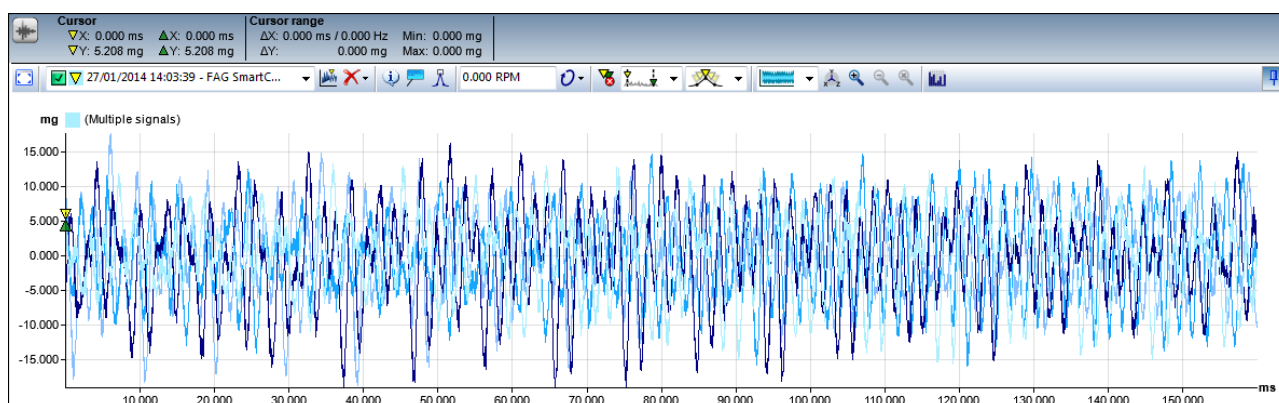 Cursor
X: 0.000 ms X: 0.000 ms
Y: 5.208 mg Y: 5.208 mg
Cursor range
ΔX: 0.000 ms / 0.000 Hz Min: 0.000 mg
ΔY: 0.000 mg Max: 0.000 mg
27/01/2014 14:03:39 - FAG SmartC... 0.000 RPM
mg (Multiple signals)
15.000
10.000
5.000
0.000
-5.000
-10.000
-15.000
ms
10.000 20.000 30.000 40.000 50.000 60.000 70.000 80.000 90.000 100.000 110.000 120.000 130.000 140.000 150.000